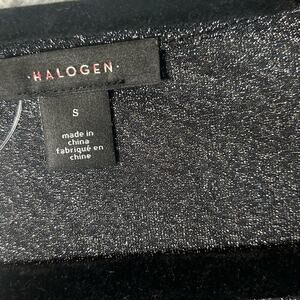 ·HALOGEN·
S
made in
china
fabriqué en
chine